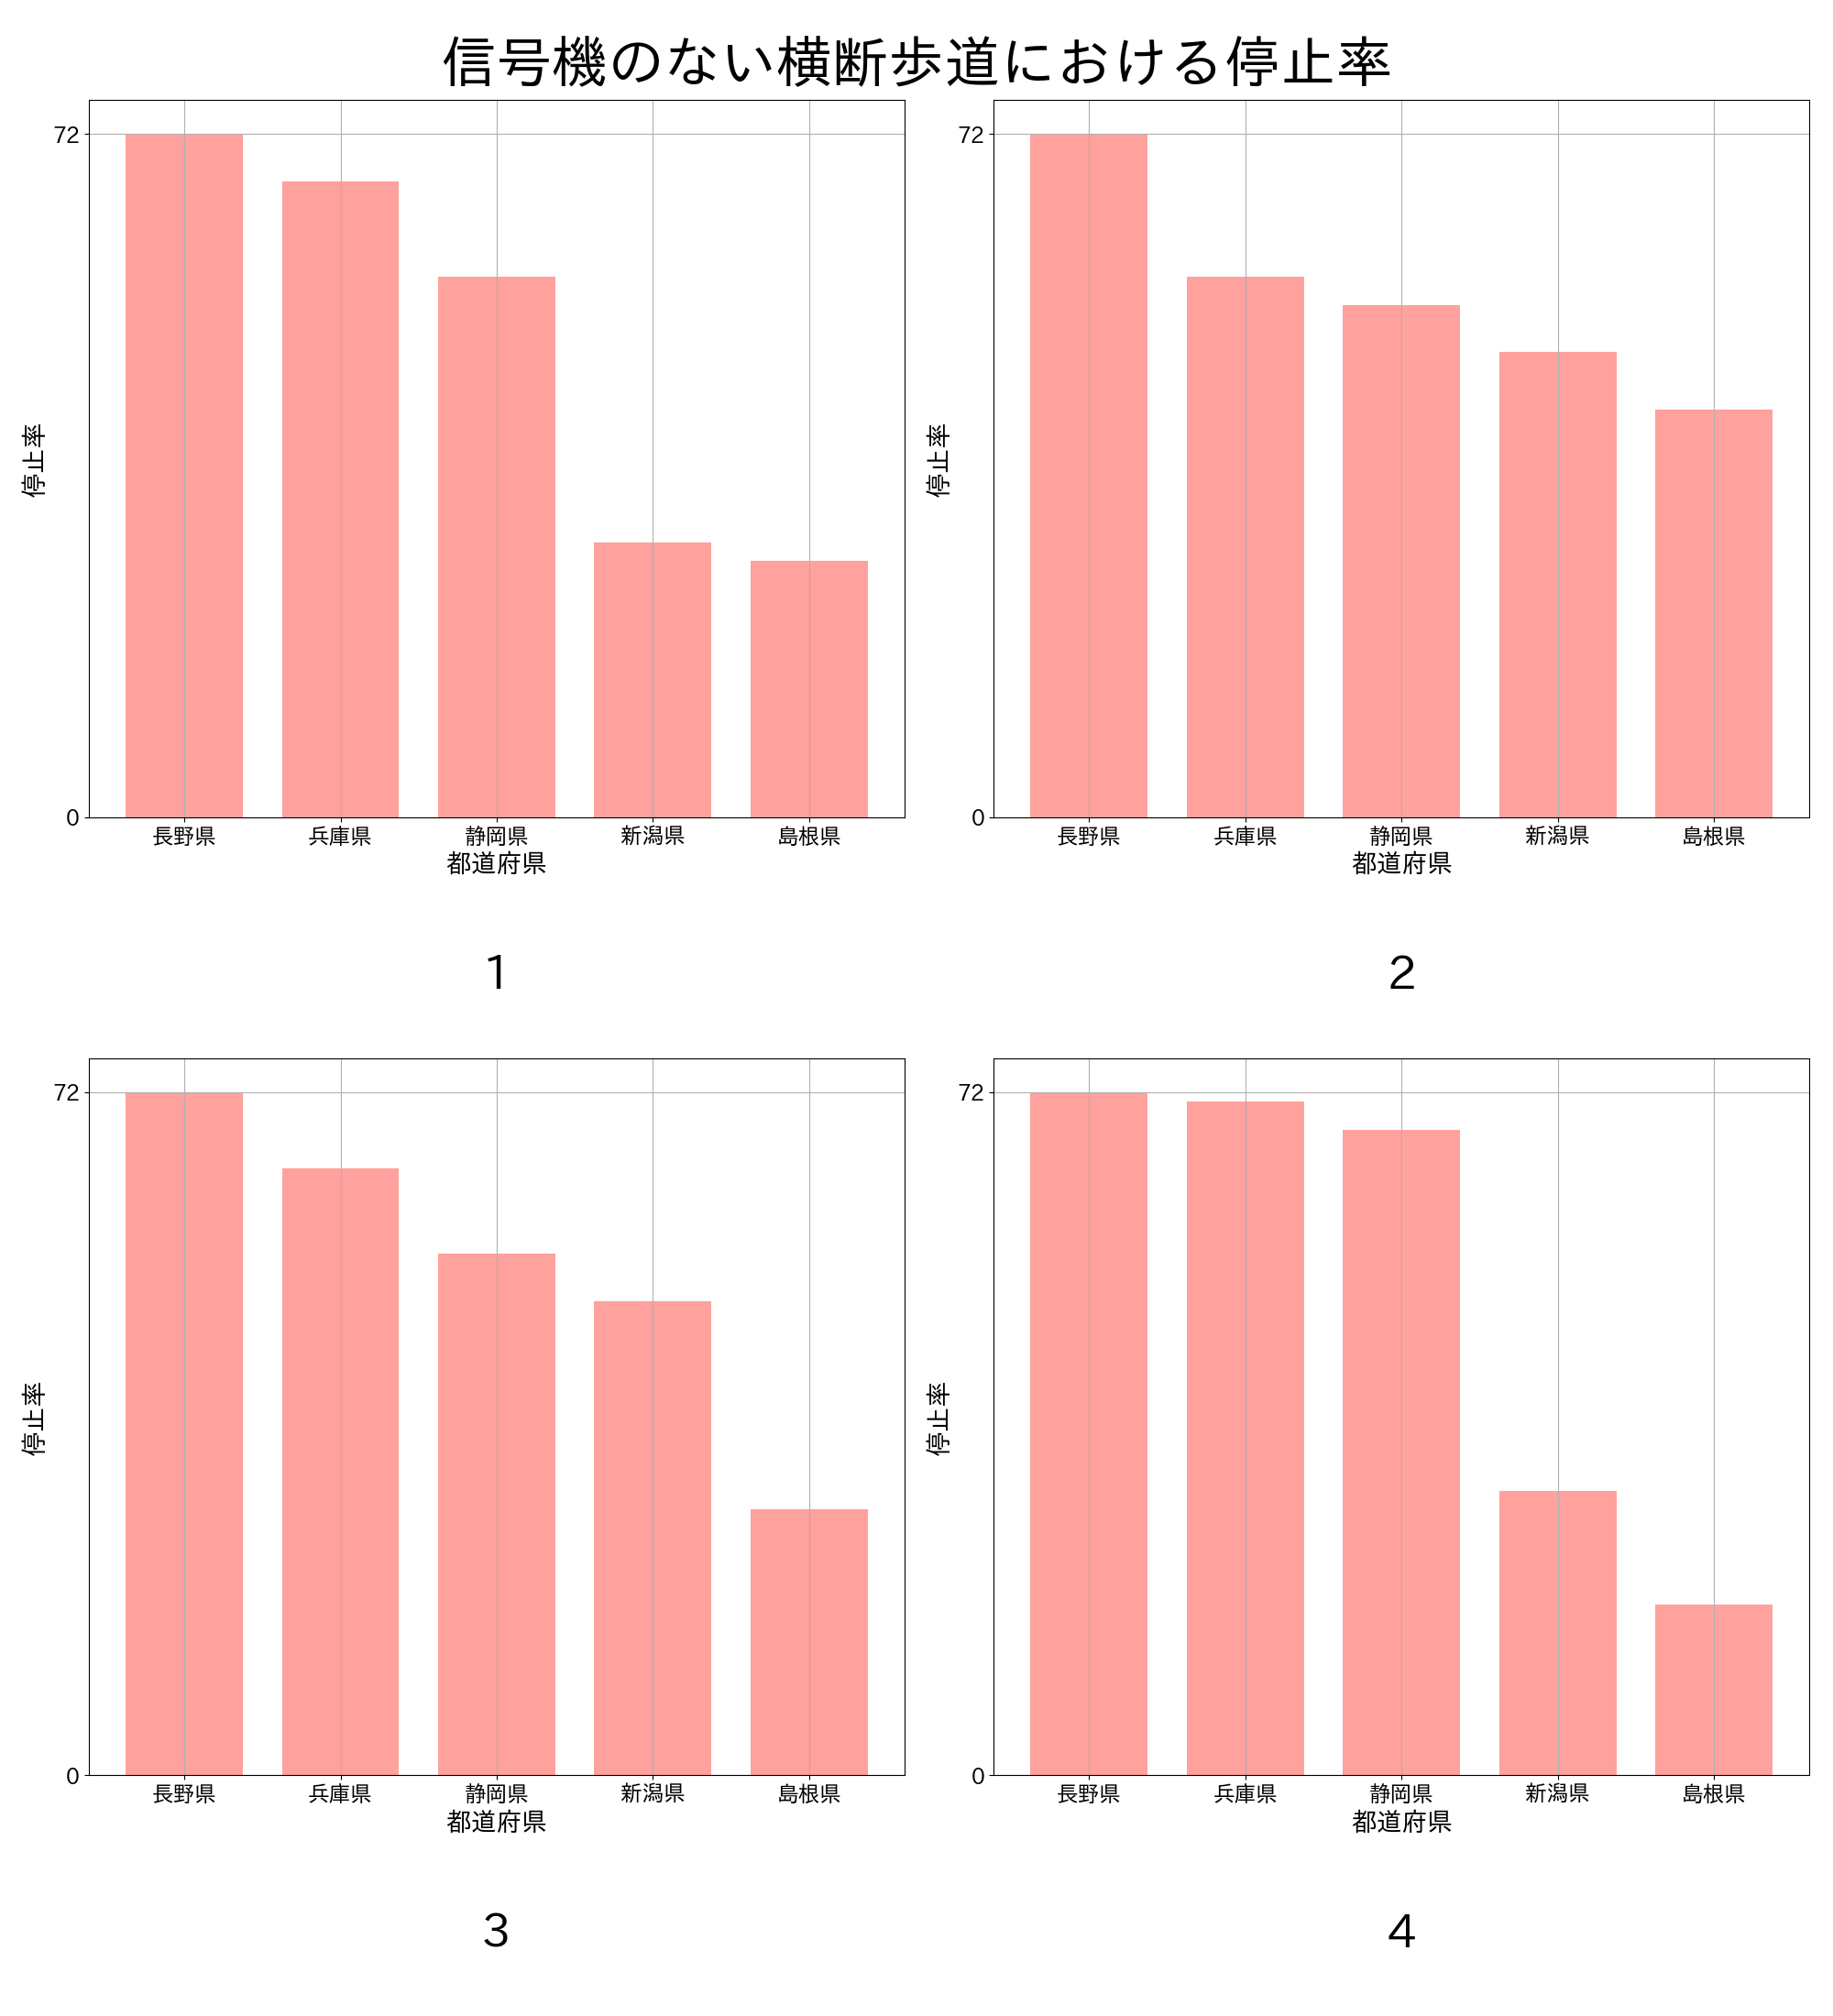 信号機のない横断歩道における停止率
72
0
停止率
長野県 兵庫県 静岡県 新潟県 島根県
都道府県
1
72
0
停止率
長野県 兵庫県 静岡県 新潟県 島根県
都道府県
2
72
0
停止率
長野県 兵庫県 静岡県 新潟県 島根県
都道府県
3
72
0
停止率
長野県 兵庫県 静岡県 新潟県 島根県
都道府県
4